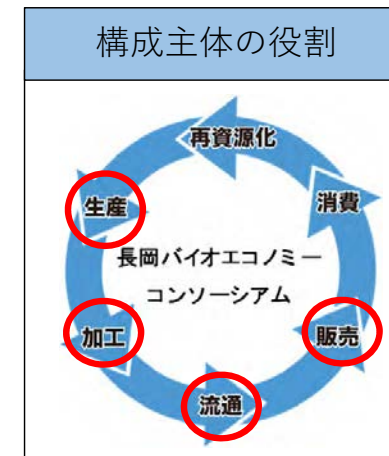 構成主体の役割
再資源化
生産
消費
長岡バイオエコノミー
コンソーシアム
加工
販売
流通